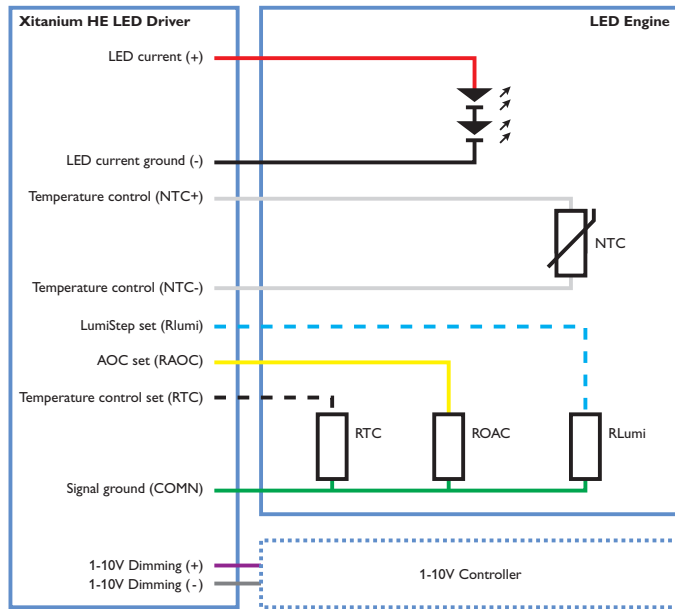 Xitanium HE LED Driver
LED Engine
LED current (+)
LED current ground (-)
Temperature control (NTC+)
NTC
Temperature control (NTC-)
LumiStep set (Rlumi)
AOC set (RAOC)
Temperature control set (RTC)
RTC
ROAC
RLumi
Signal ground (COMN)
1-10V Dimming (+)
1-10V Dimming (-)
1-10V Controller